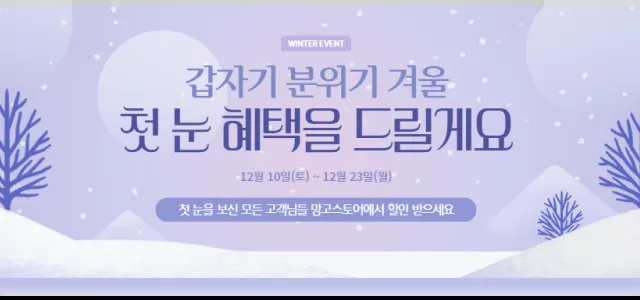 WINTER EVENT
갑자기 분위기 겨울
첫 눈 혜택을 드릴게요
12월 10일(토) ~ 12월 23일(월)
첫 눈을 보신 모든 고객님들 망고스토어에서 할인 받으세요